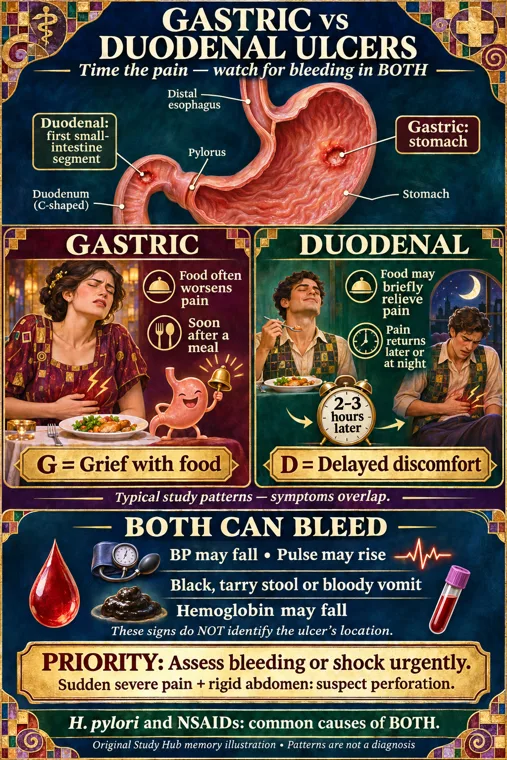 GASTRIC vs
DUODENAL ULCERS
Time the pain — watch for bleeding in BOTH
Distal
esophagus
Duodenal:
first small-
intestine
segment
Gastric:
stomach
Pylorus
Duodenum
(C-shaped)
Stomach
GASTRIC
Food often
worsens
pain
Soon
after a
meal
G = Grief with food
DUODENAL
Food may
briefly
relieve
pain
Pain
returns
later or
at night
2–3
hours
later
D = Delayed discomfort
Typical study patterns — symptoms overlap.
BOTH CAN BLEED
BP may fall • Pulse may rise
Black, tarry stool or bloody vomit
Hemoglobin may fall
These signs do NOT identify the ulcer's location.
PRIORITY: Assess bleeding or shock urgently.
Sudden severe pain + rigid abdomen: suspect perforation.
H. pylori and NSAIDs: common causes of BOTH.
Original Study Hub memory illustration • Patterns are not a diagnosis